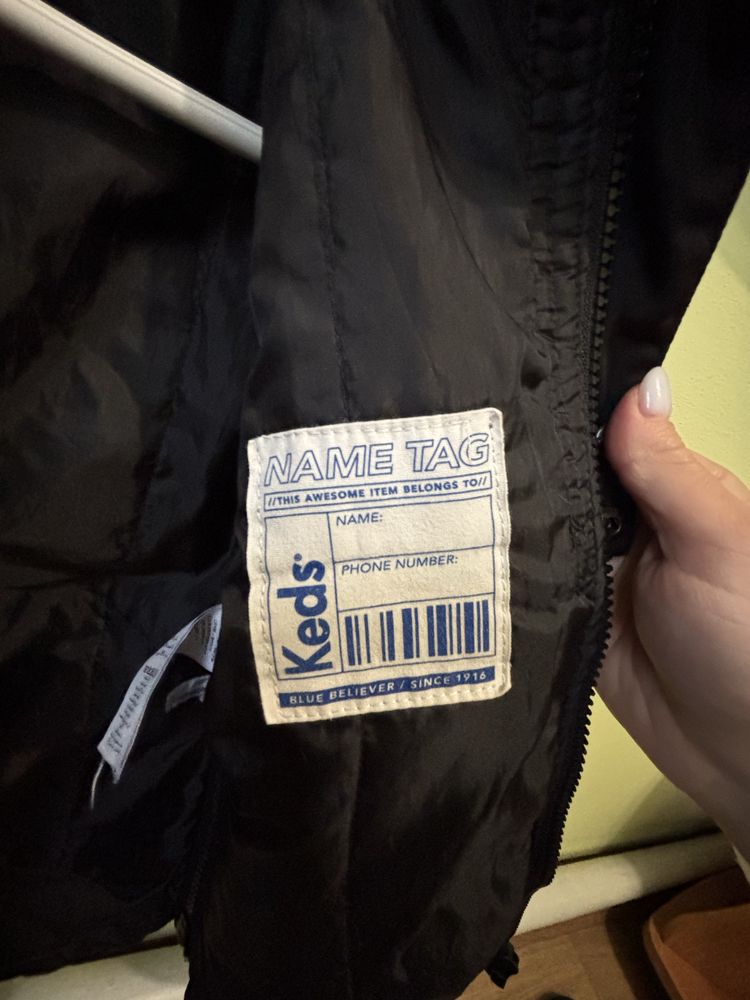 NAME TAG
//THIS AWESOME ITEM BELONGS TO//
NAME:
PHONE NUMBER:
Keds®
BLUE BELIEVER / SINCE 1916